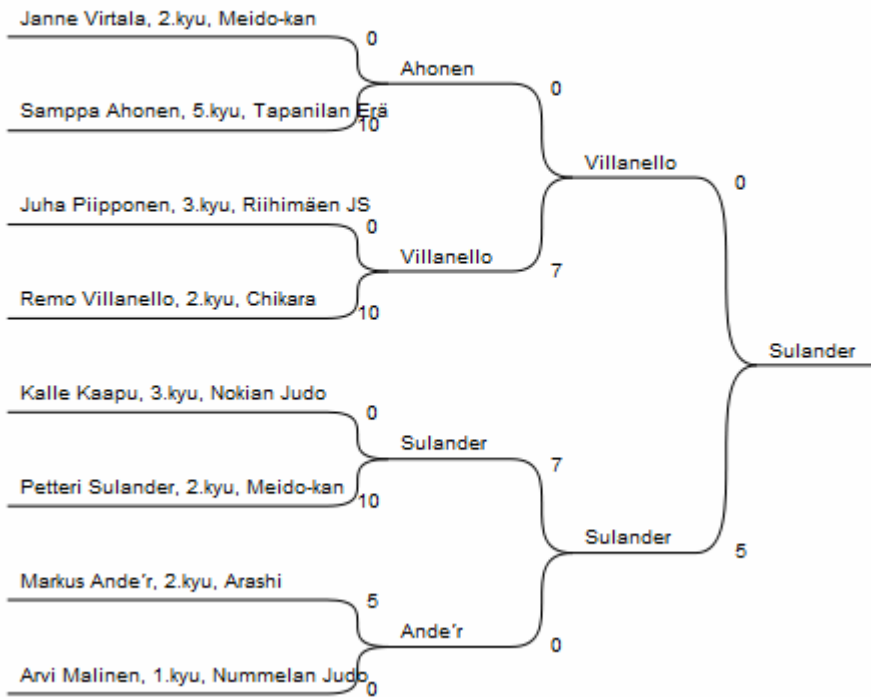 Janne Virtala, 2.kyu, Meido-kan
0
Ahonen
0
Samppa Ahonen, 5.kyu, Tapanilan Erä
10
Villanello
0
Juha Piipponen, 3.kyu, Riihimäen JS
0
Villanello
7
Remo Villanello, 2.kyu, Chikara
10
Sulander
Kalle Kaapu, 3.kyu, Nokian Judo
0
Sulander
7
Petteri Sulander, 2.kyu, Meido-kan
10
Sulander
5
Markus Ande´r, 2.kyu, Arashi
5
Ande´r
0
Arvi Malinen, 1.kyu, Nummelan Judo
0